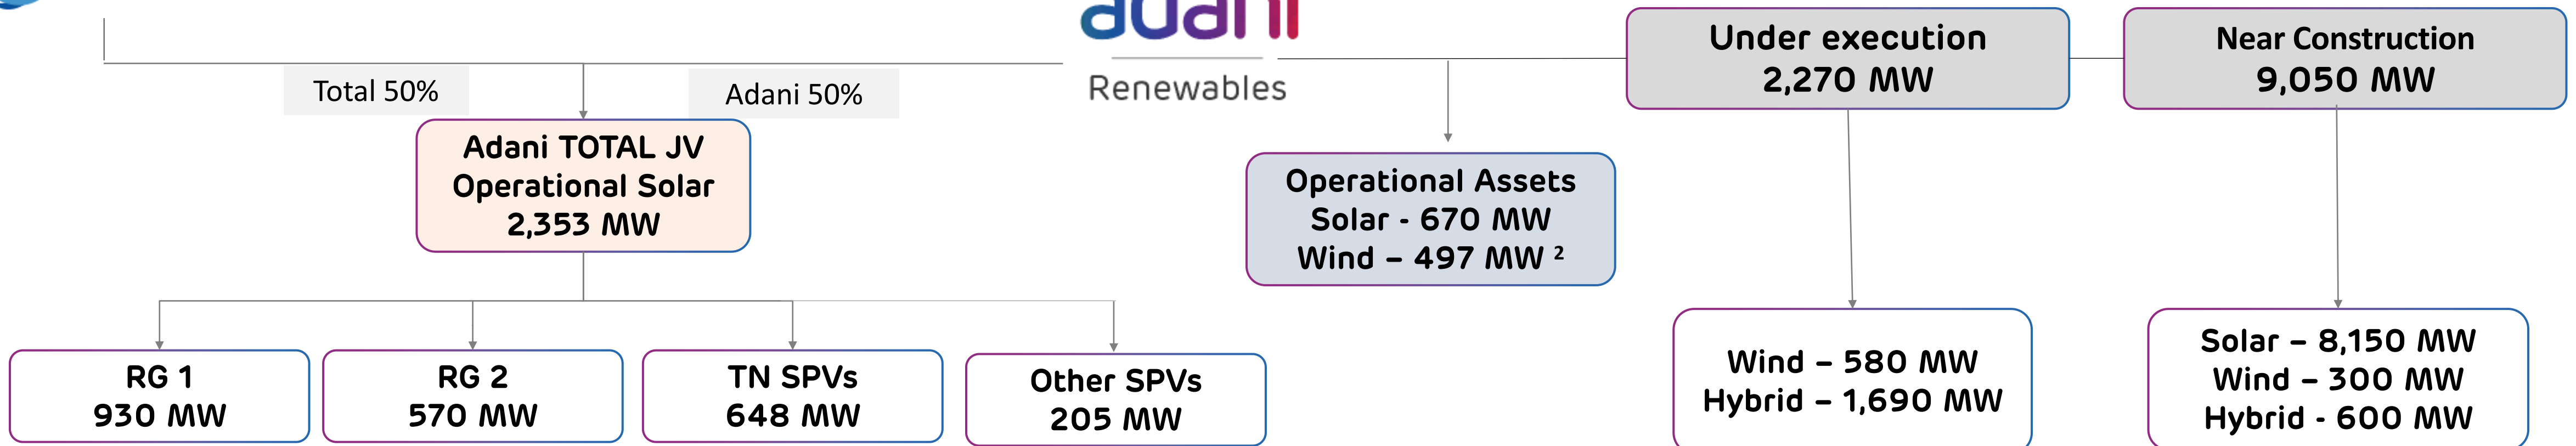 adani
Renewables
Total 50%
Adani 50%
Adani TOTAL JV
Operational Solar
2,353 MW
RG 1
930 MW
RG 2
570 MW
TN SPVs
648 MW
Other SPVs
205 MW
Operational Assets
Solar - 670 MW
Wind – 497 MW ²
Under execution
2,270 MW
Wind – 580 MW
Hybrid – 1,690 MW
Near Construction
9,050 MW
Solar – 8,150 MW
Wind – 300 MW
Hybrid - 600 MW